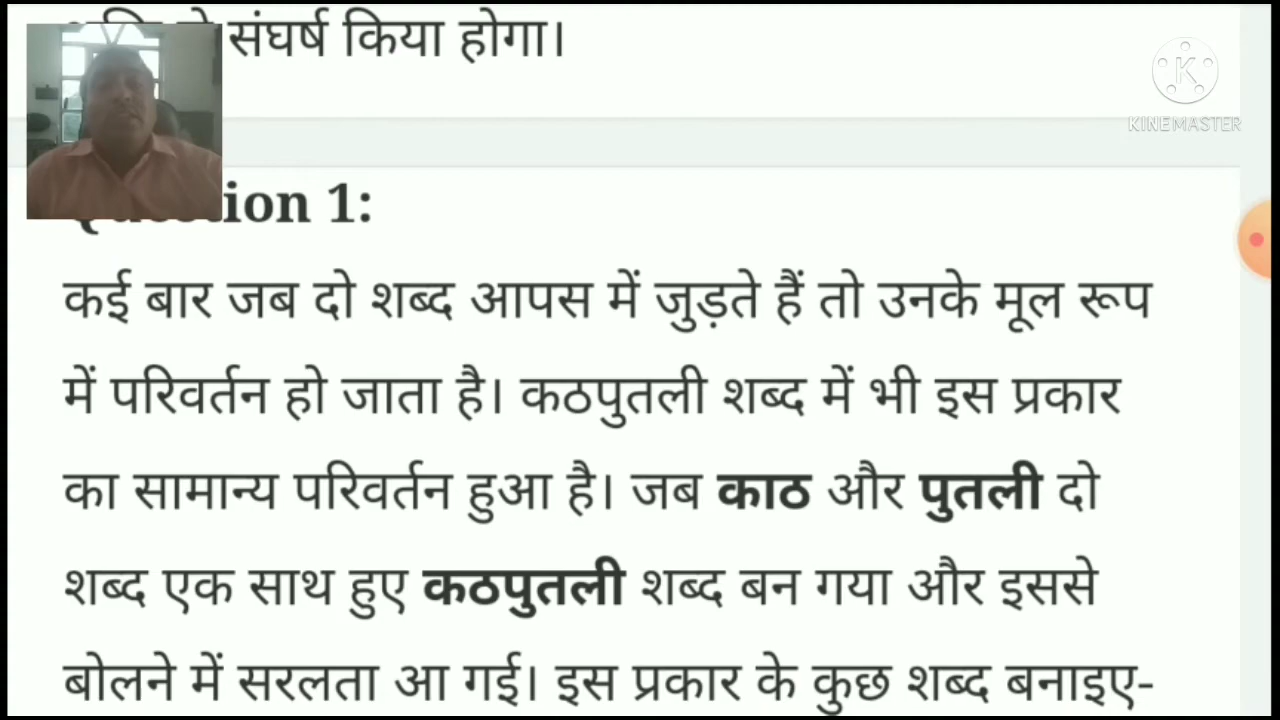 संघर्ष किया होगा।
KINEMASTER
ion 1:
कई बार जब दो शब्द आपस में जुड़ते हैं तो उनके मूल रूप
में परिवर्तन हो जाता है। कठपुतली शब्द में भी इस प्रकार
का सामान्य परिवर्तन हुआ है। जब काठ और पुतली दो
शब्द एक साथ हुए कठपुतली शब्द बन गया और इससे
बोलने में सरलता आ गई। इस प्रकार के कुछ शब्द बनाइए-